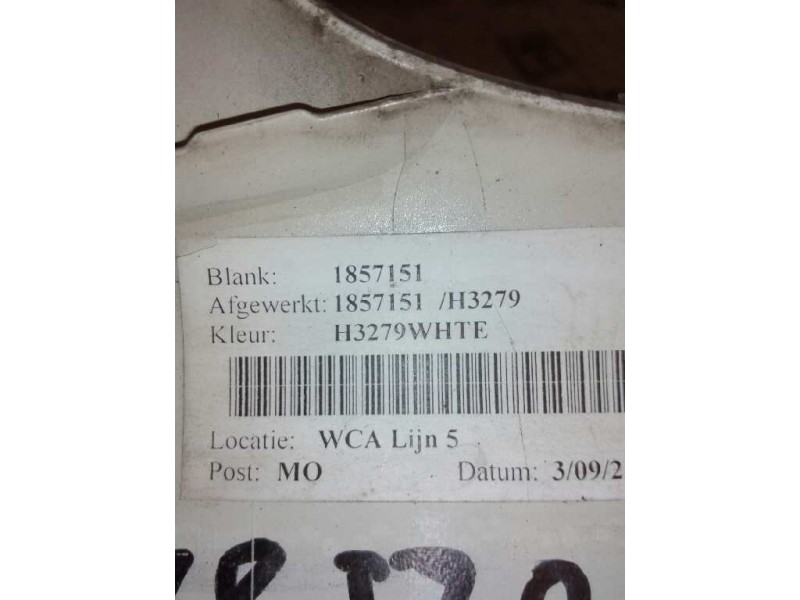 Blank: 1857151
Afgewerkt: 1857151 /H3279
Kleur: H3279WHTE
Locatie: WCA Lijn 5
Post: MO Datum: 3/09/2